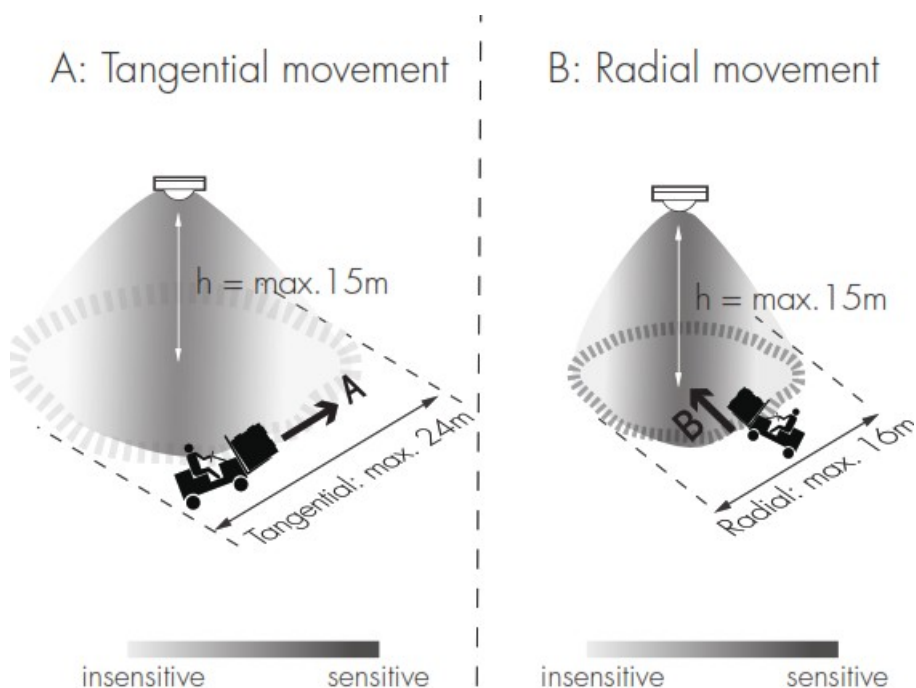 A: Tangential movement
h = max.15m
A
Tangential: max. 24m
insensitive
sensitive
B: Radial movement
h = max.15m
B
Radial: max. 16m
insensitive
sensitive